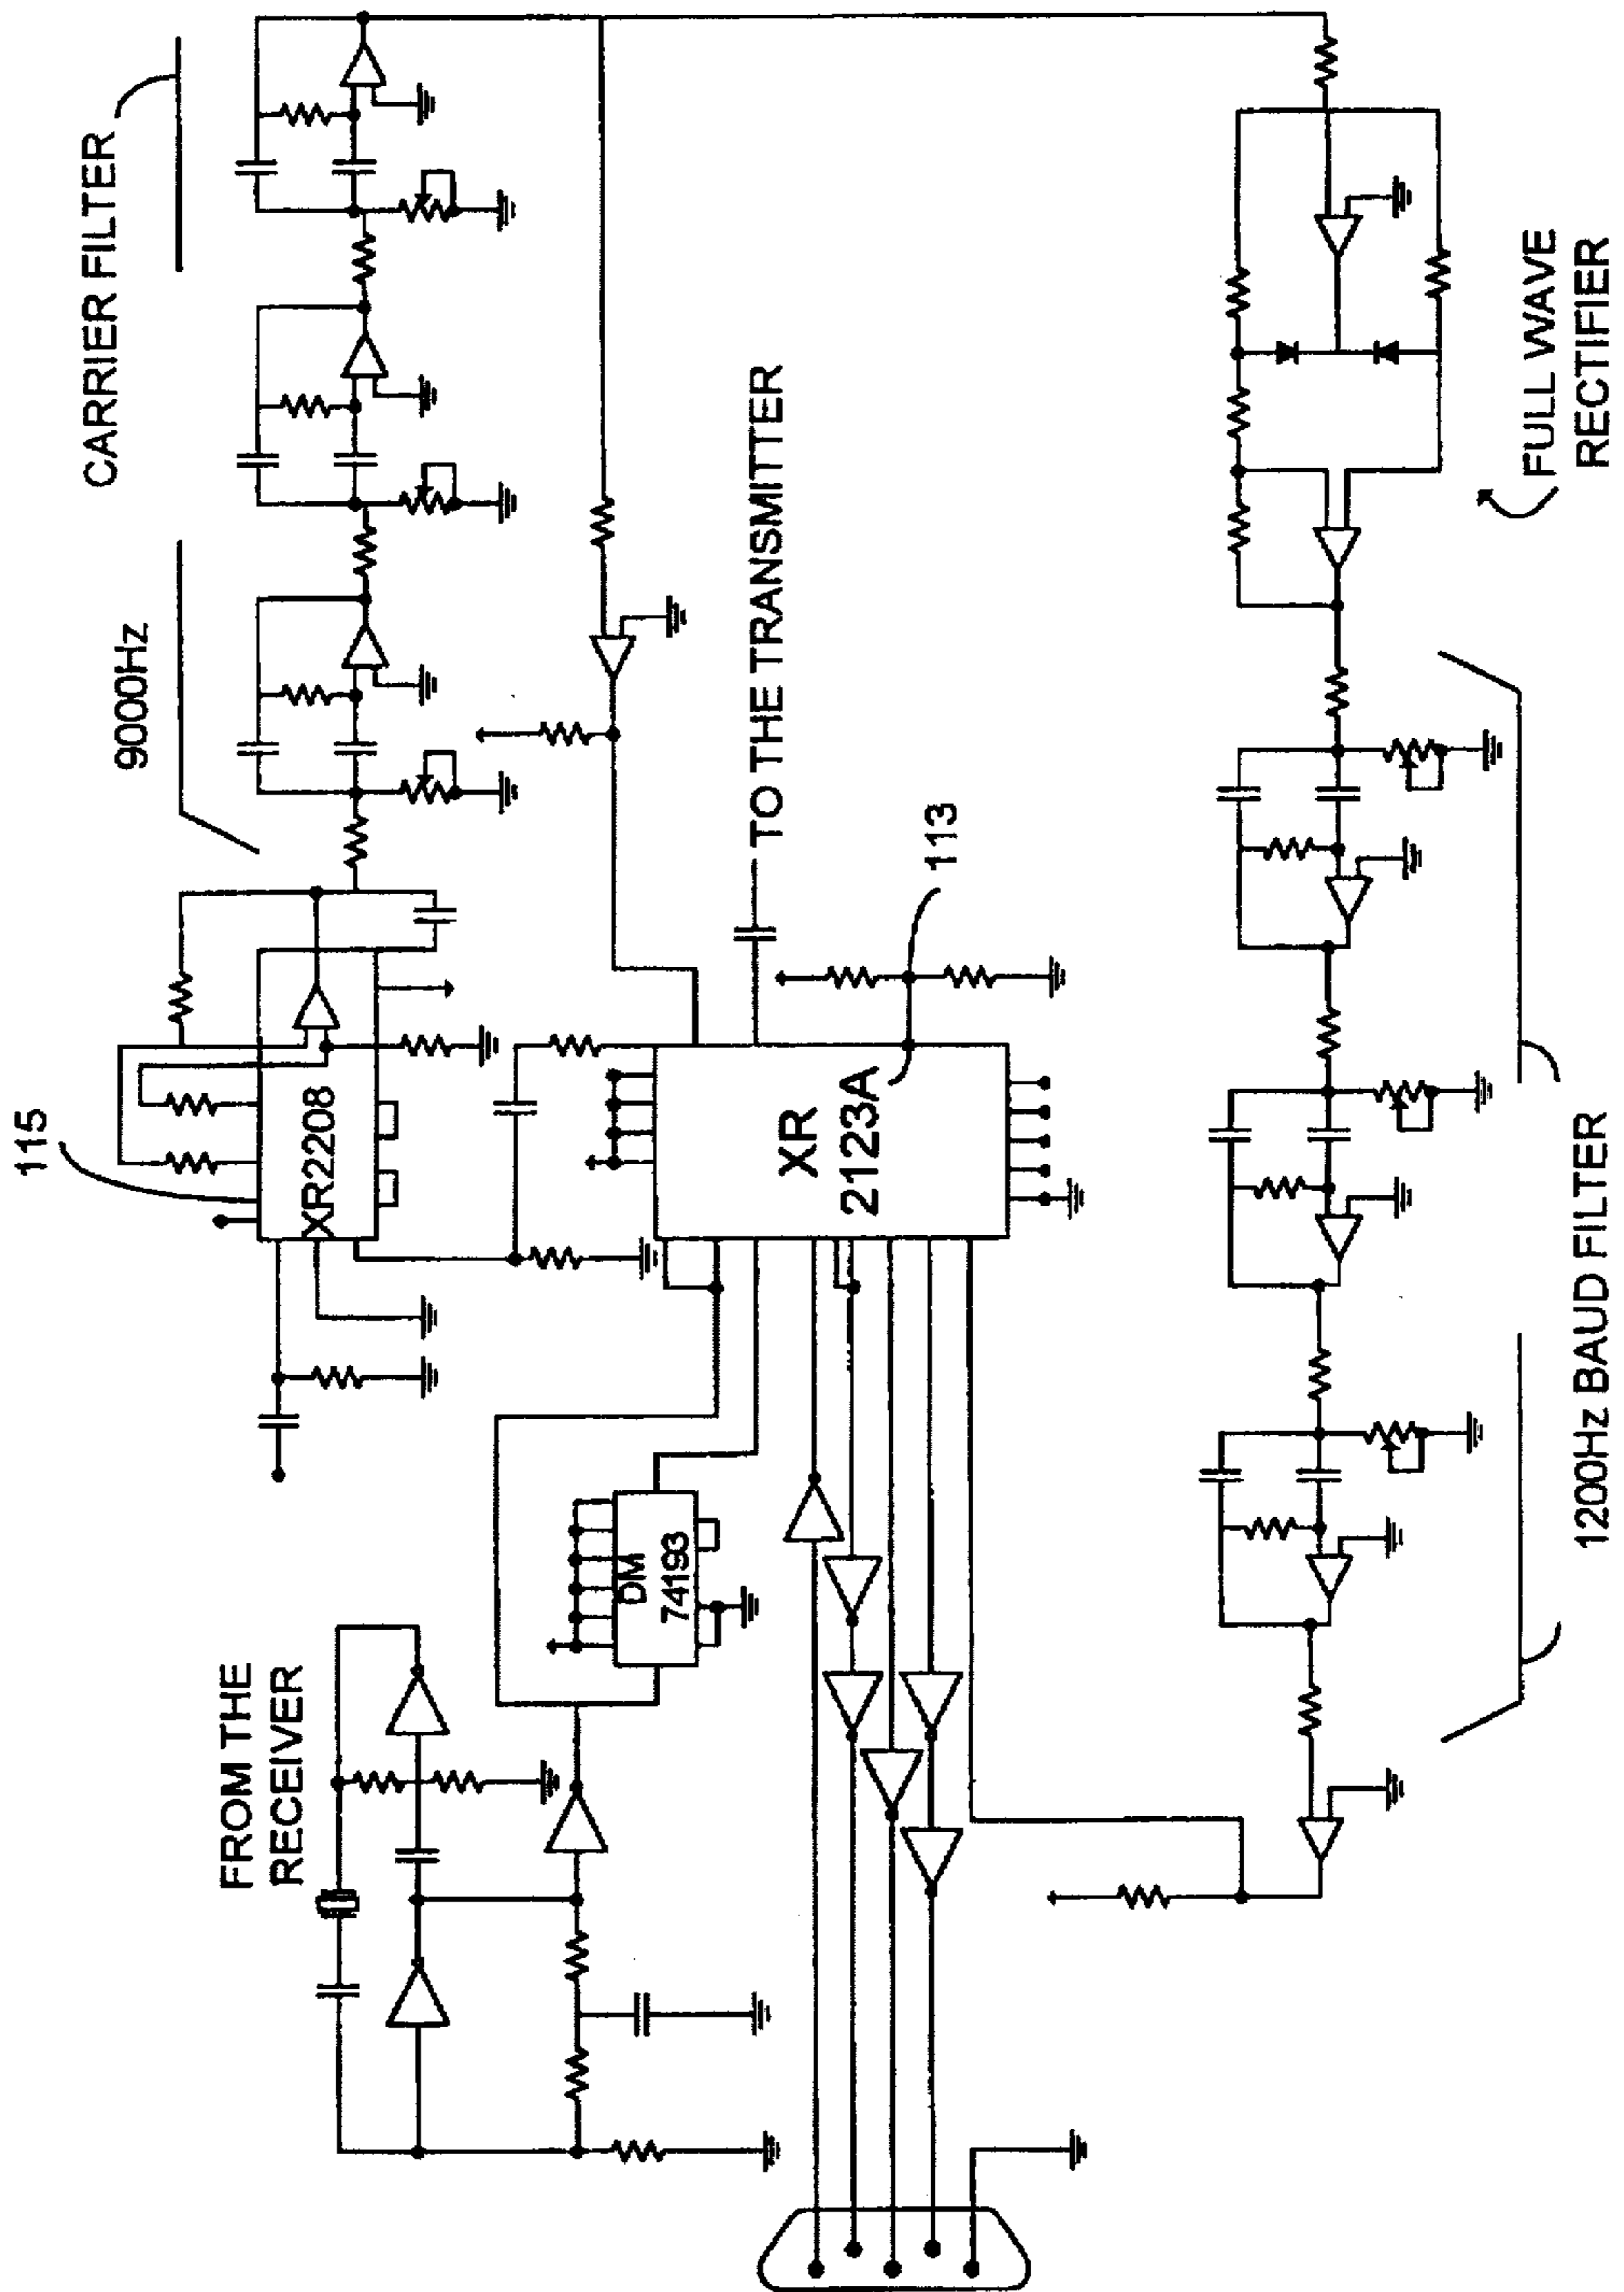 CARRIER FILTER
9000Hz
115
XR2208
FROM THE
RECEIVER
DM
74193
XR
2123A
TO THE TRANSMITTER
113
FULL WAVE
RECTIFIER
1200Hz BAUD FILTER